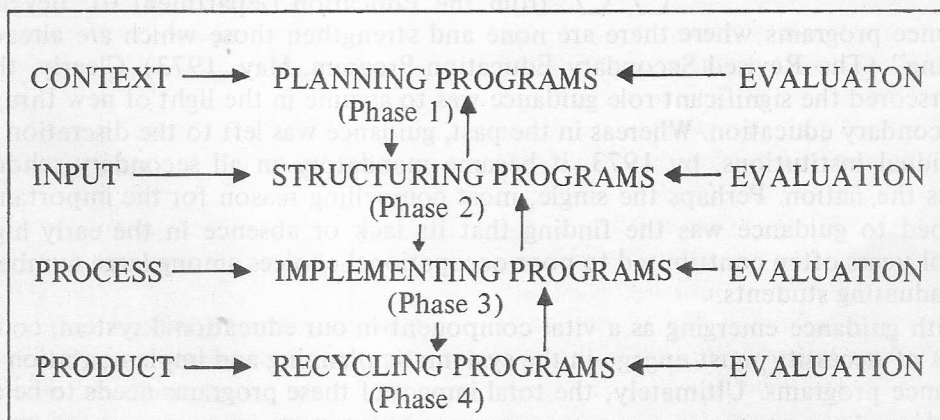 CONTEXT → PLANNING PROGRAMS ← EVALUATON
(Phase 1)
INPUT → STRUCTURING PROGRAMS ← EVALUATION
(Phase 2)
PROCESS → IMPLEMENTING PROGRAMS ← EVALUATION
(Phase 3)
PRODUCT → RECYCLING PROGRAMS ← EVALUATION
(Phase 4)